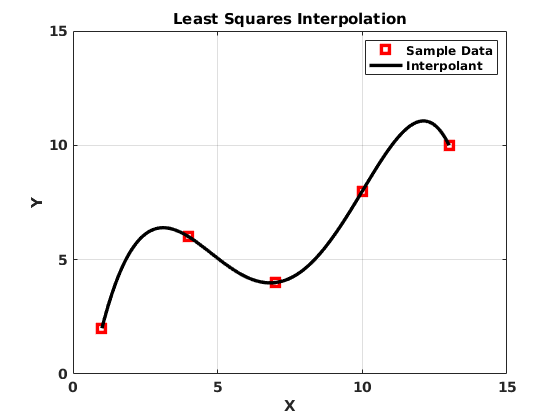 Least Squares Interpolation
15
Sample Data
Interpolant
10
Y
5
0
0 5 10 15
X